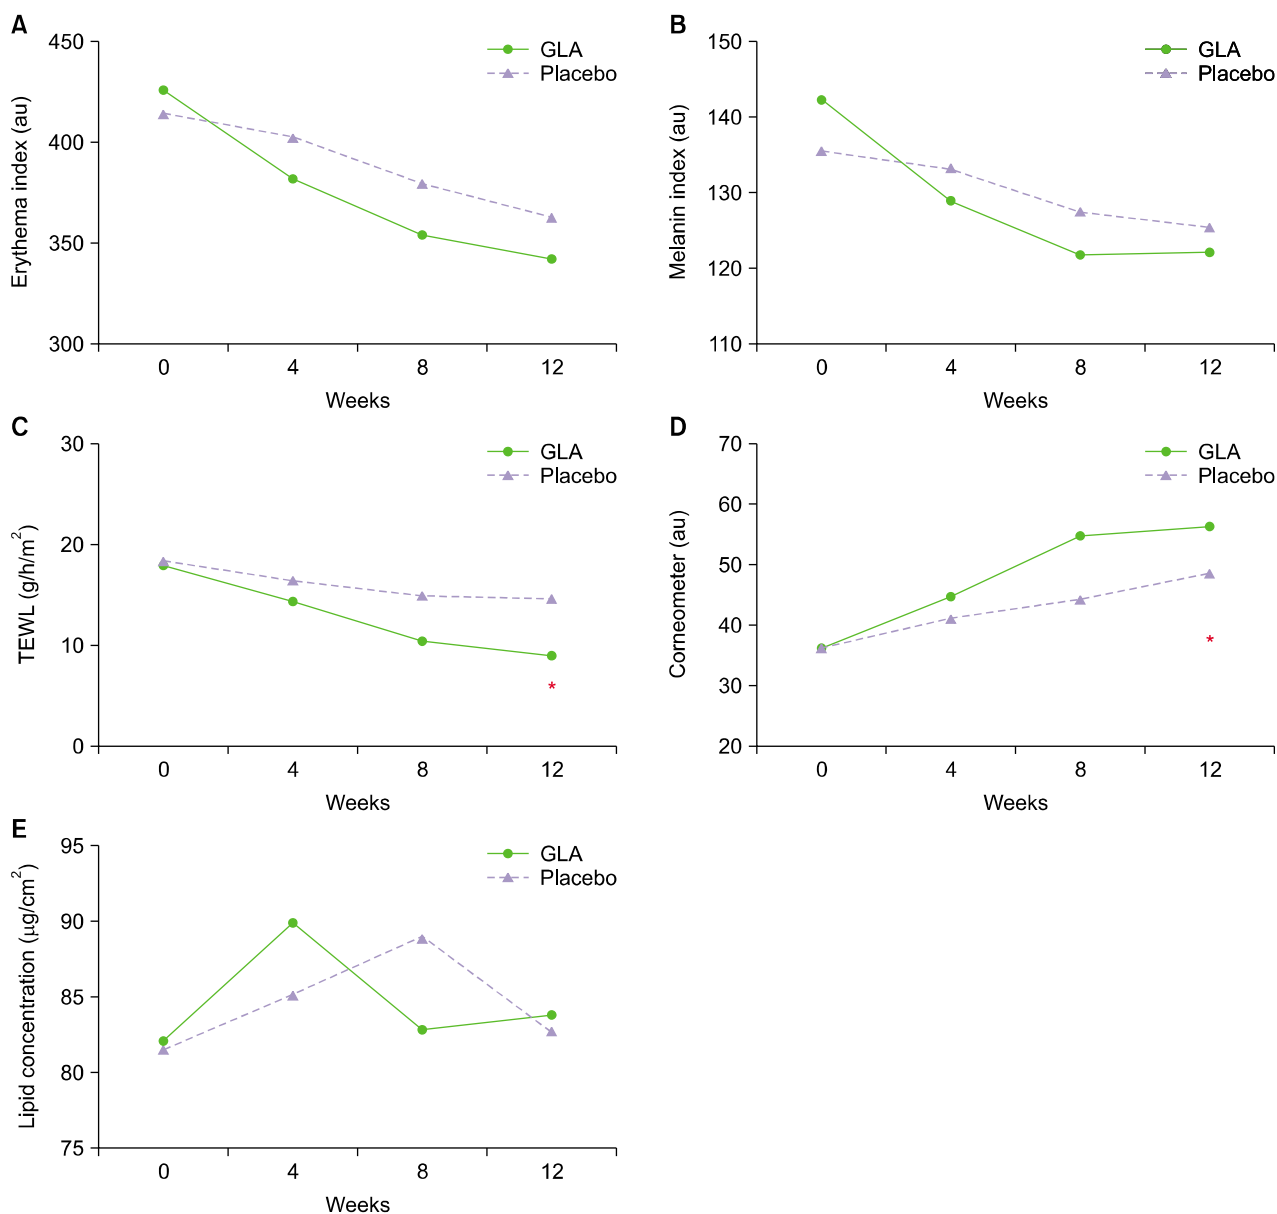 A
450
400
350
300
Erythema index (au)
GLA
Placebo
0 4 8 12
Weeks
B
150
140
130
120
110
Melanin index (au)
GLA
Placebo
0 4 8 12
Weeks
C
30
20
10
0
TEWL (g/h/m²)
GLA
Placebo
*
0 4 8 12
Weeks
D
70
60
50
40
30
20
Corneometer (au)
GLA
Placebo
*
0 4 8 12
Weeks
E
95
90
85
80
75
Lipid concentration (μg/cm²)
GLA
Placebo
0 4 8 12
Weeks